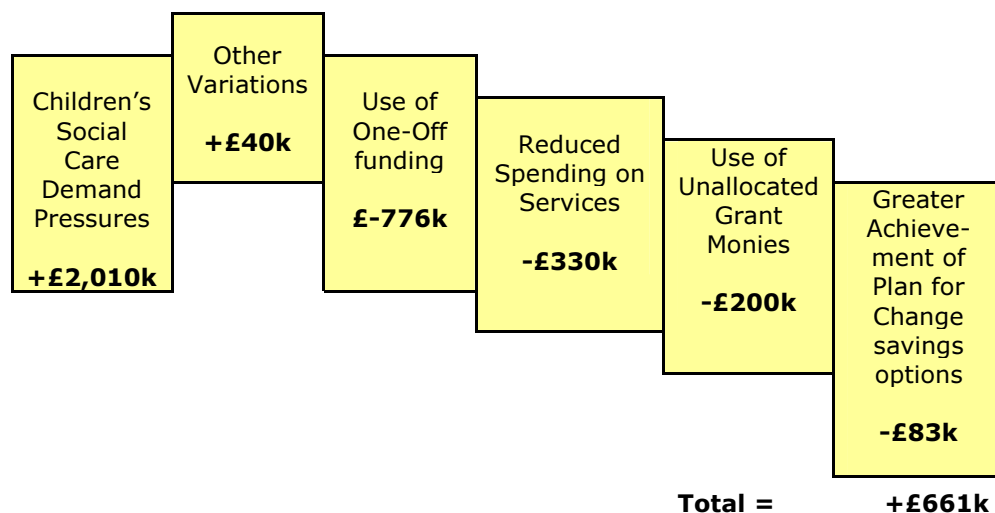 Children's
Social
Care
Demand
Pressures
+£2,010k
Other
Variations
+£40k
Use of
One-Off
funding
£-776k
Reduced
Spending on
Services
-£330k
Use of
Unallocated
Grant
Monies
-£200k
Greater
Achieve-
ment of
Plan for
Change
savings
options
-£83k
Total = +£661k